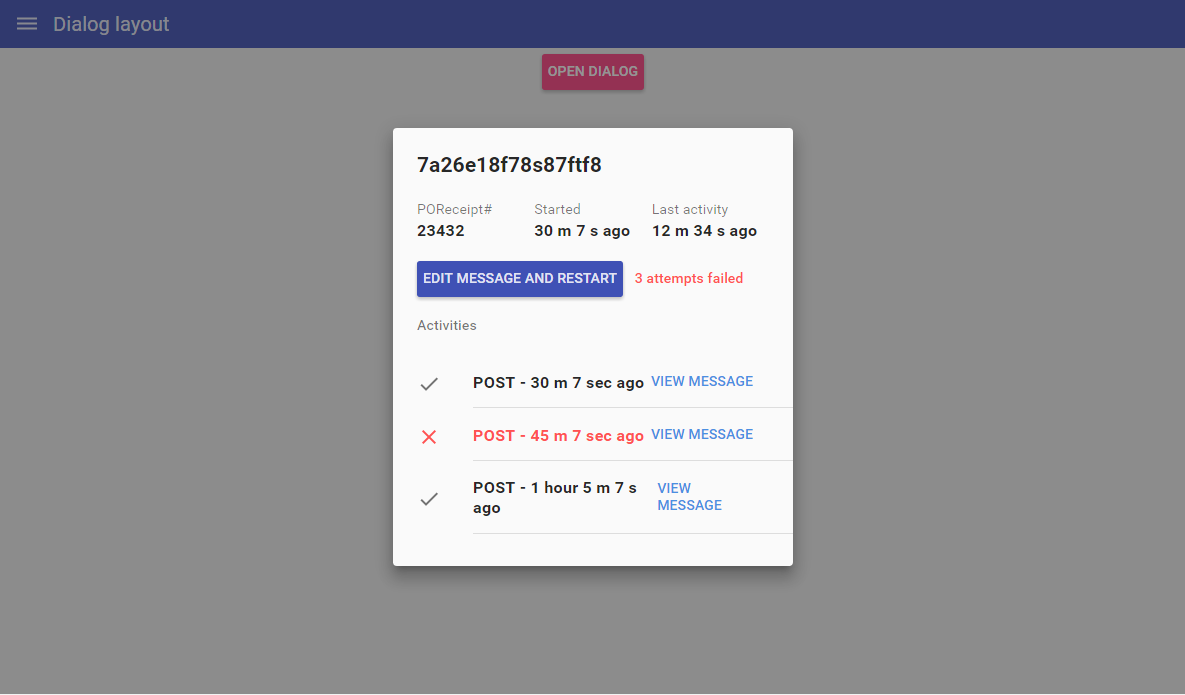 Dialog layout
OPEN DIALOG
7a26e18f78s87ftf8
POReceipt# Started Last activity
23432 30 m 7 s ago 12 m 34 s ago
EDIT MESSAGE AND RESTART 3 attempts failed
Activities
POST - 30 m 7 sec ago VIEW MESSAGE
POST - 45 m 7 sec ago VIEW MESSAGE
POST - 1 hour 5 m 7 s
ago
VIEW
MESSAGE